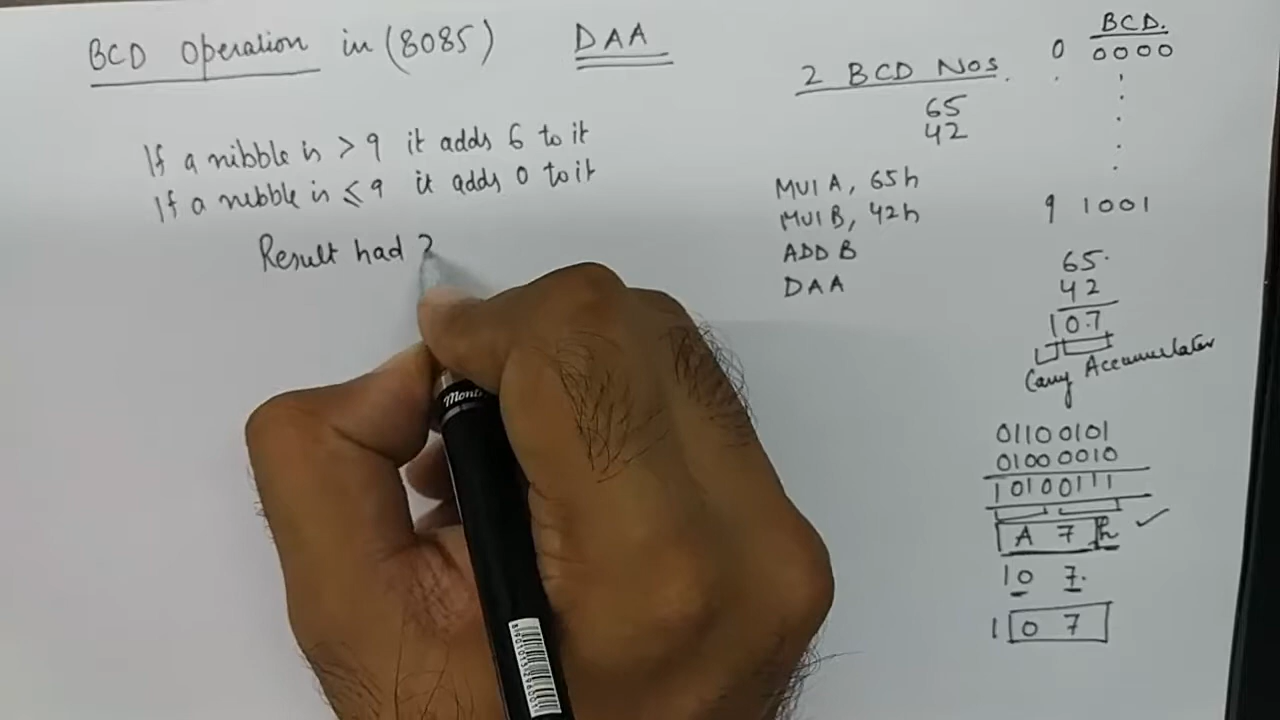 BCD Operation in (8085) DAA
If a nibble is > 9 it adds 6 to it
If a nibble is ≤ 9 it adds 0 to it
Result had 2
2 BCD Nos.
65
42
MVI A, 65h
MVI B, 42h
ADD B
DAA
BCD.
0 0000
9 1001
65
42
107
Carry Accumulator
01100101
01000010
10100111
A 7 h ✓
10 7.
1 0 7
Mont